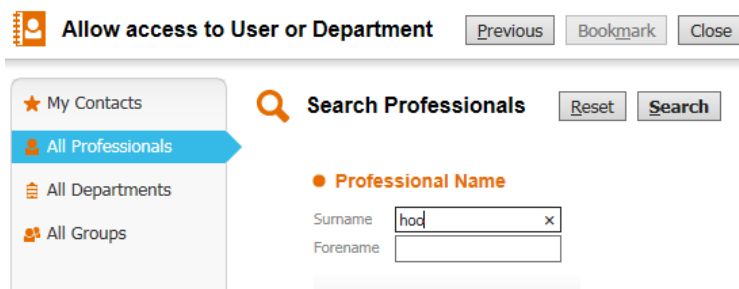 Allow access to User or Department Previous Bookmark Close
My Contacts
All Professionals
All Departments
All Groups
Search Professionals Reset Search
Professional Name
Surname hoq ×
Forename